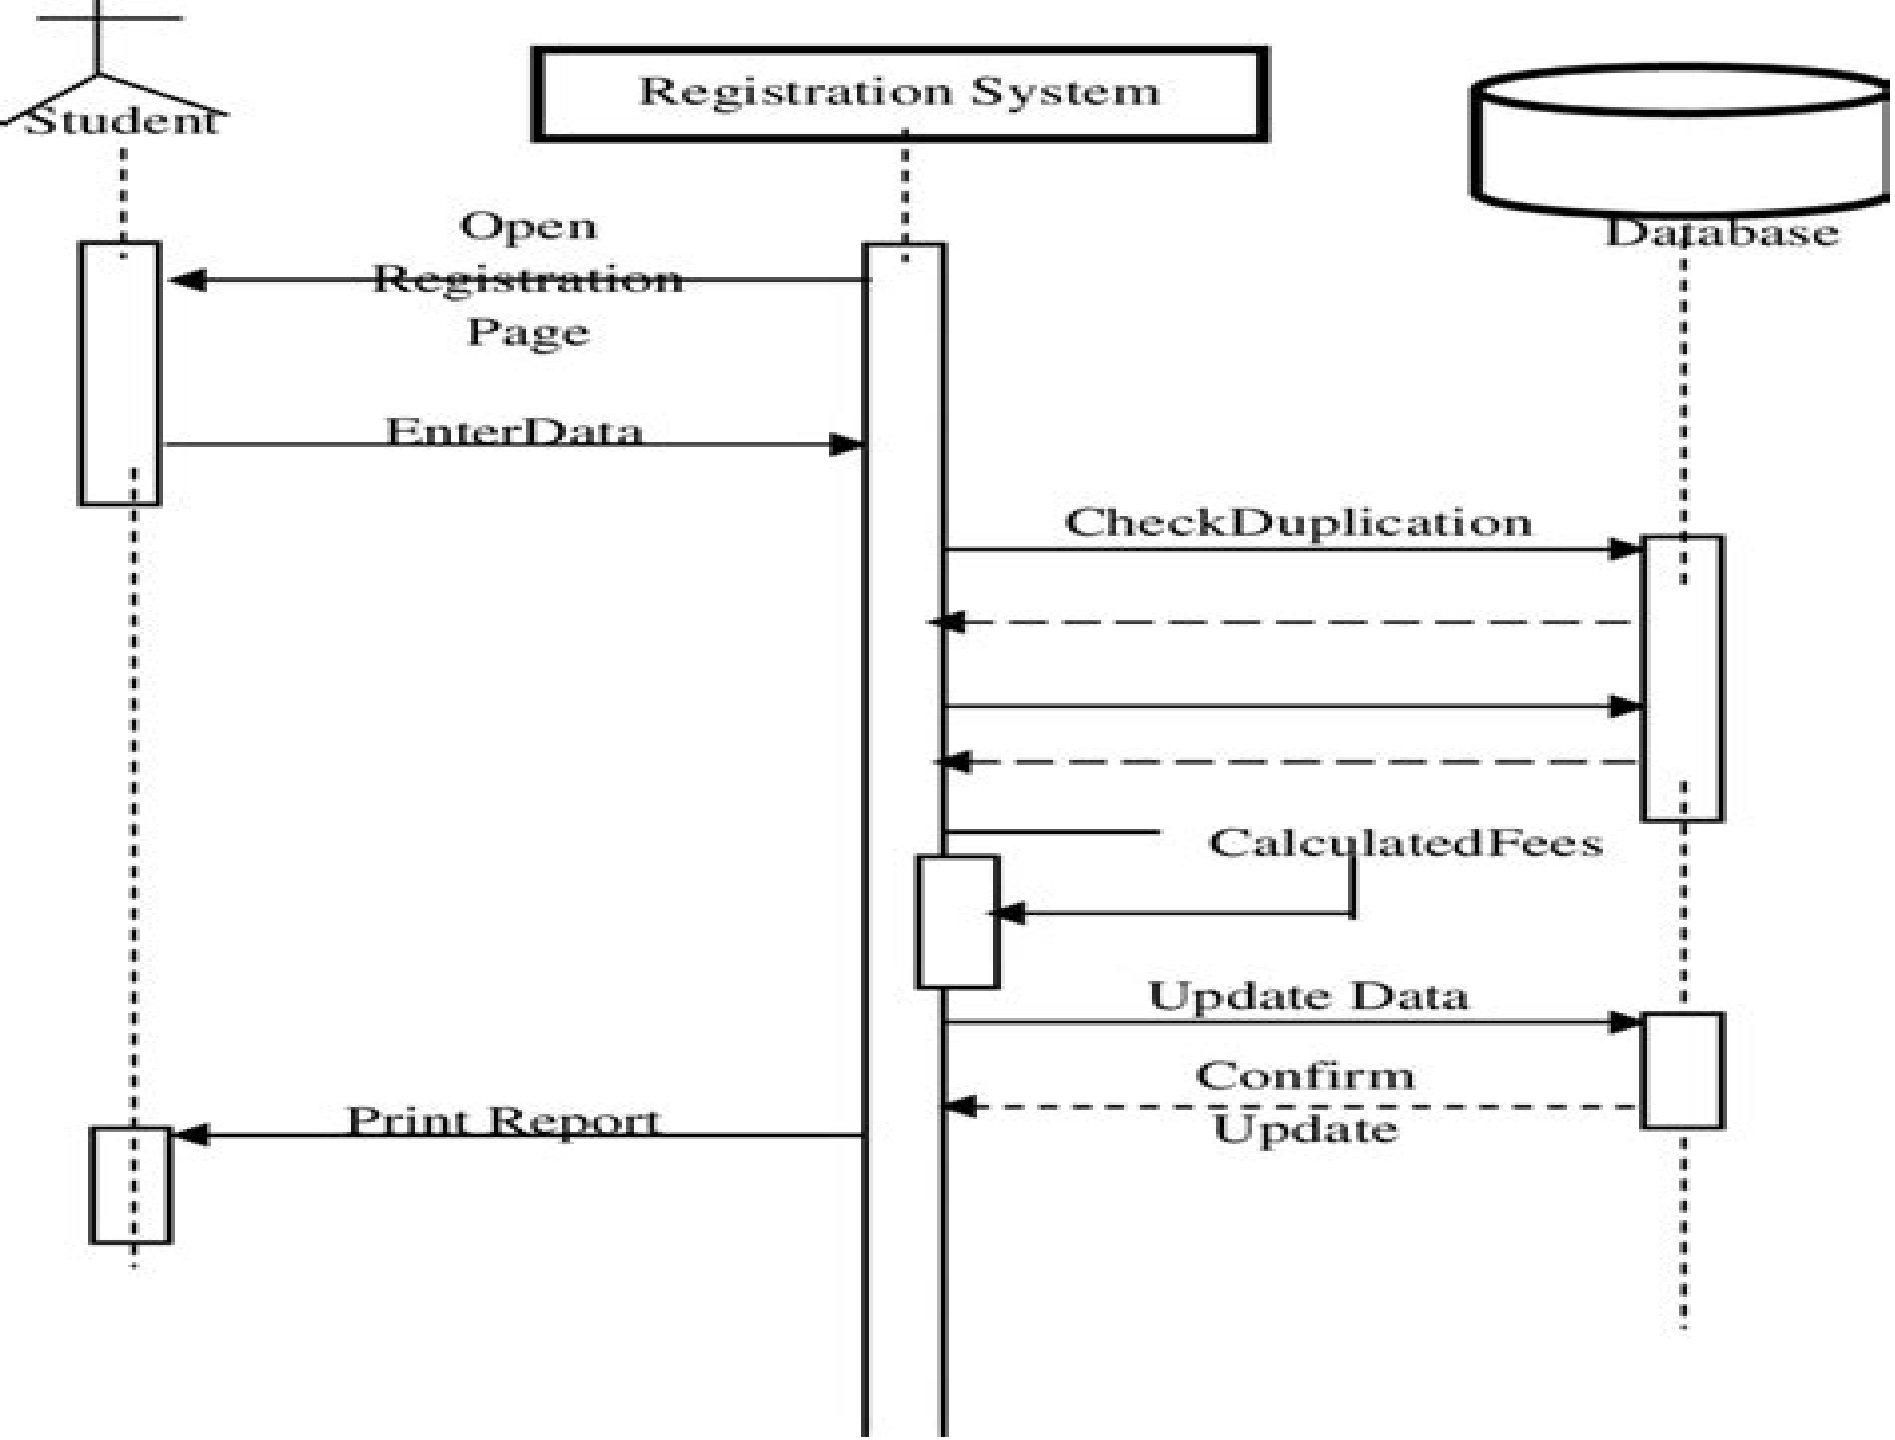 Student
Registration System
Database
Open
Registration
Page
EnterData
CheckDuplication
CalculatedFees
Update Data
Confirm
Update
Print Report